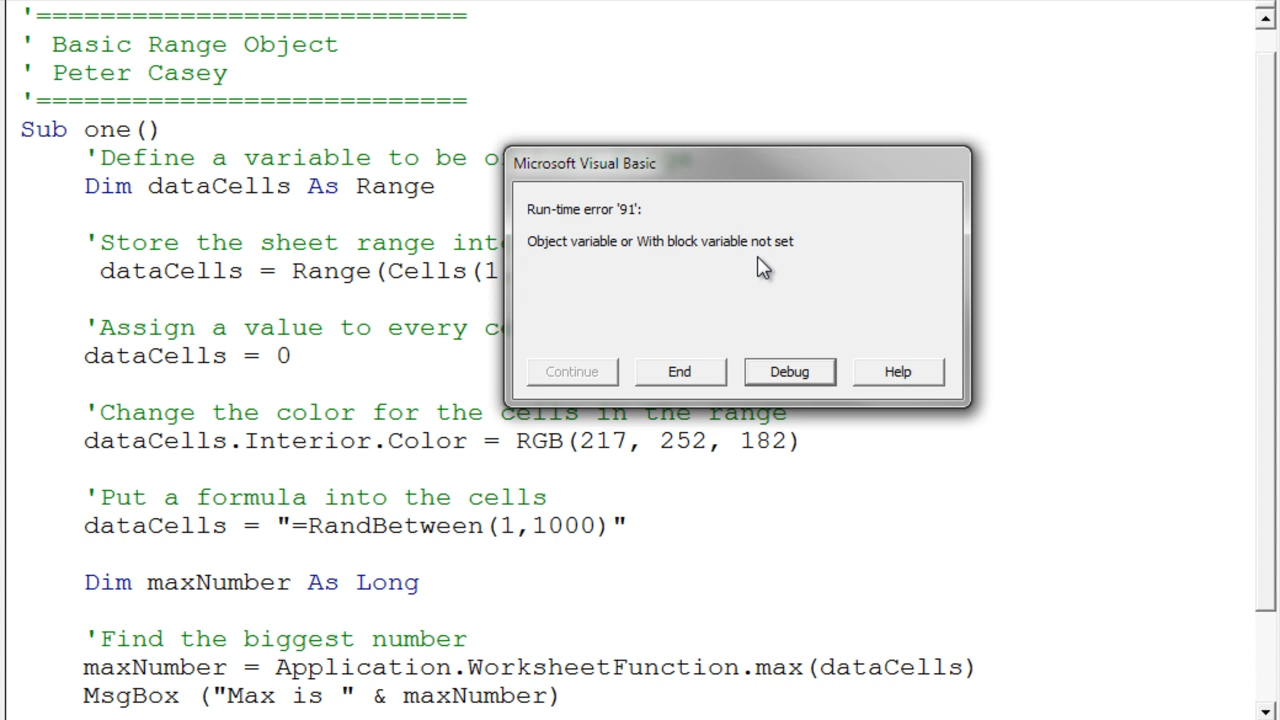 '===========================
' Basic Range Object
' Peter Casey
'===========================
Sub one()
'Define a variable to be
Dim dataCells As Range
'Store the sheet range
dataCells = Range(Cells(1
'Assign a value to every
dataCells = 0
'Change the color for the cells in the range
dataCells.Interior.Color = RGB(217, 252, 182)
'Put a formula into the cells
dataCells = "=RandBetween(1,1000)"
Dim maxNumber As Long
'Find the biggest number
maxNumber = Application.WorksheetFunction.max(dataCells)
MsgBox ("Max is " & maxNumber)
Microsoft Visual Basic
Run-time error '91':
Object variable or With block variable not set
Continue End Debug Help